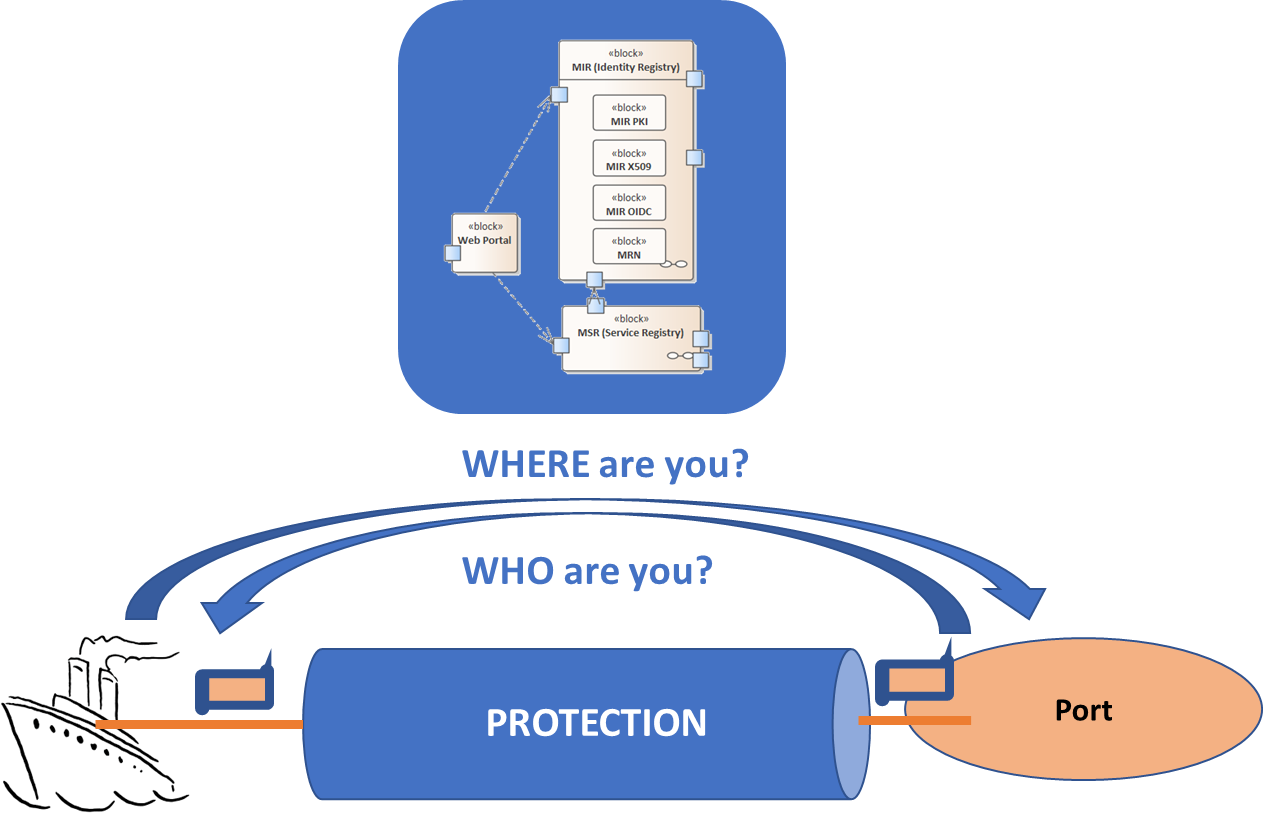 «block»
MIR (Identity Registry)
«block»
MIR PKI
«block»
MIR X509
«block»
MIR OIDC
«block»
MRN
«block»
Web Portal
«block»
MSR (Service Registry)
WHERE are you?
WHO are you?
PROTECTION
Port